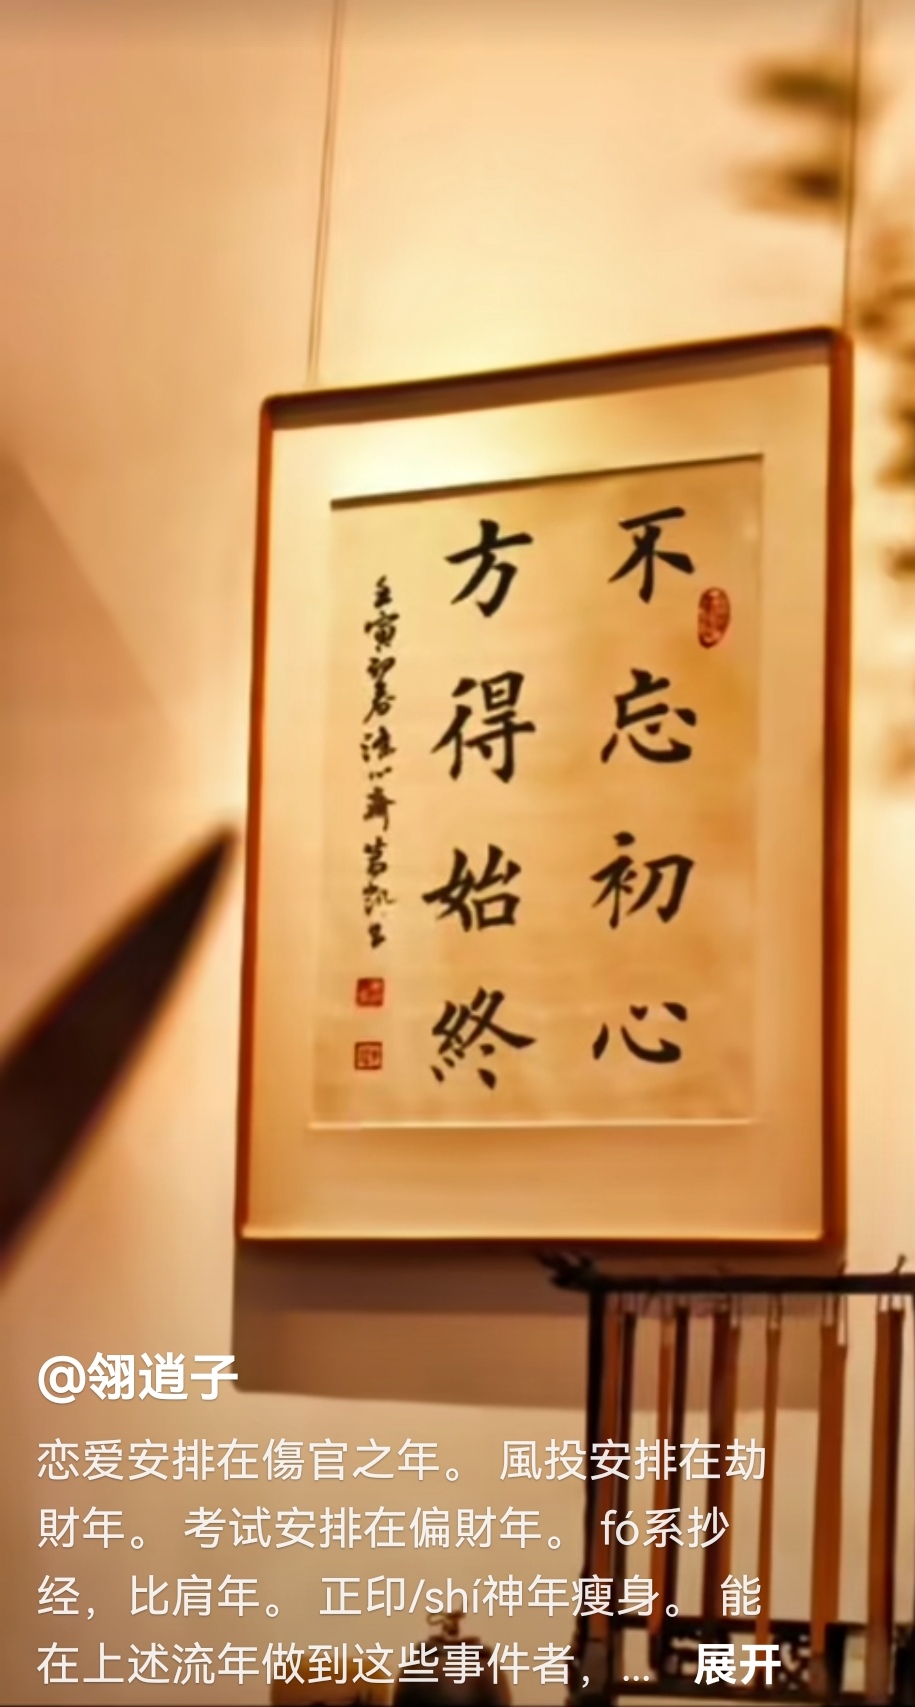 不忘初心
方得始終
壬寅初春
@翎逍子
恋爱安排在傷官之年。 風投安排在劫
財年。 考试安排在偏財年。 fó系抄
经，比肩年。 正印/shí神年瘦身。 能
在上述流年做到这些事件者，... 展开